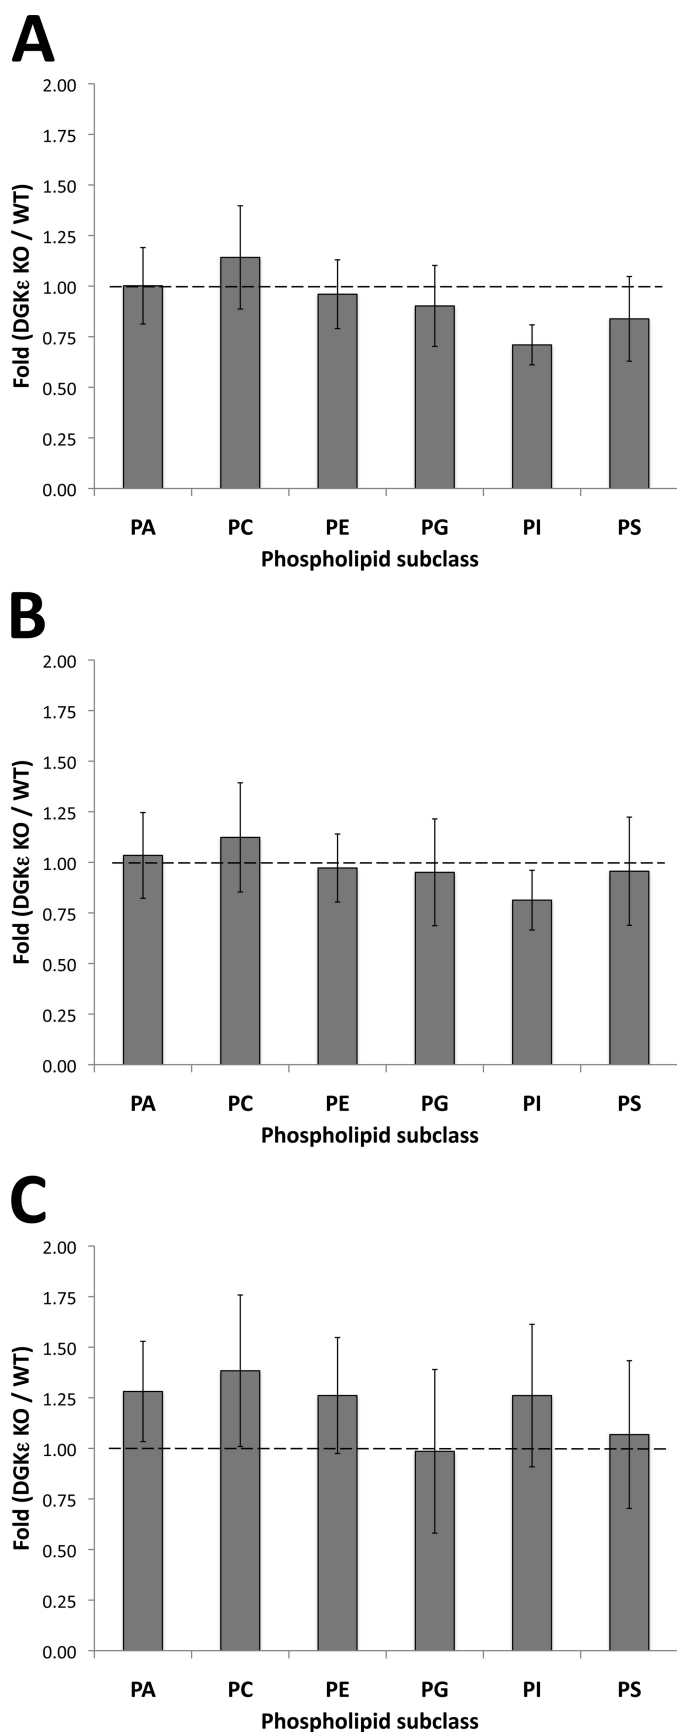 A
Fold (DGKε KO / WT)
2.00
1.75
1.50
1.25
1.00
0.75
0.50
0.25
0.00
PA PC PE PG PI PS
Phospholipid subclass
B
Fold (DGKε KO / WT)
2.00
1.75
1.50
1.25
1.00
0.75
0.50
0.25
0.00
PA PC PE PG PI PS
Phospholipid subclass
C
Fold (DGKε KO / WT)
2.00
1.75
1.50
1.25
1.00
0.75
0.50
0.25
0.00
PA PC PE PG PI PS
Phospholipid subclass